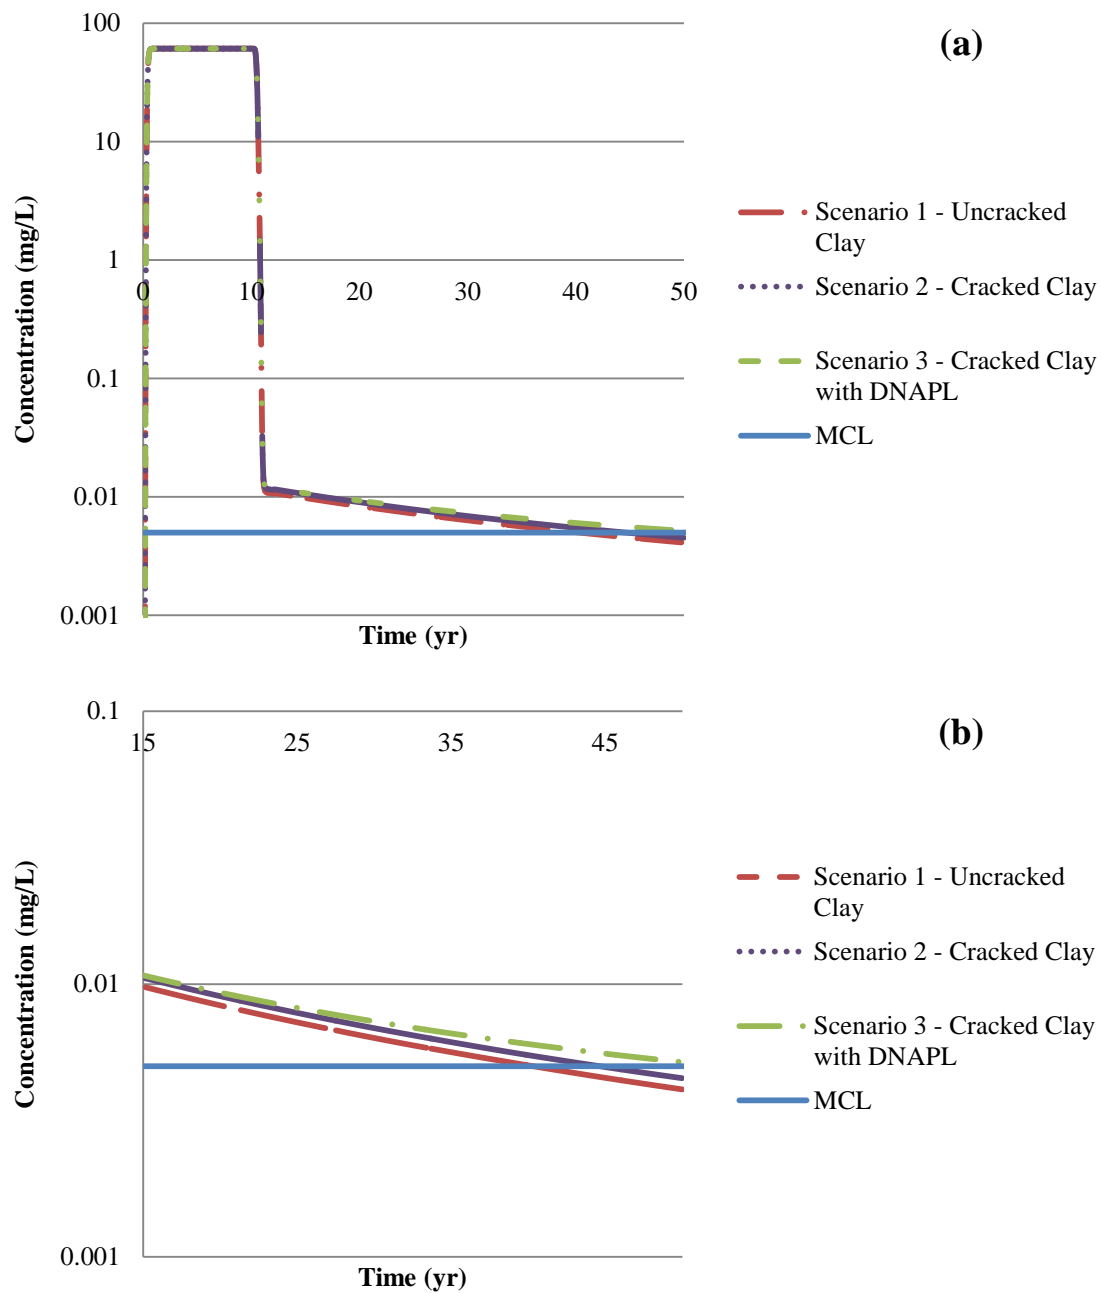 100
(a)
10
Concentration (mg/L)
1
0 10 20 30 40 50
0.1
0.01
0.001
Time (yr)
Scenario 1 - Uncracked
Clay
Scenario 2 - Cracked Clay
Scenario 3 - Cracked Clay
with DNAPL
MCL
0.1
(b)
15 25 35 45
Concentration (mg/L)
0.01
0.001
Time (yr)
Scenario 1 - Uncracked
Clay
Scenario 2 - Cracked Clay
Scenario 3 - Cracked Clay
with DNAPL
MCL